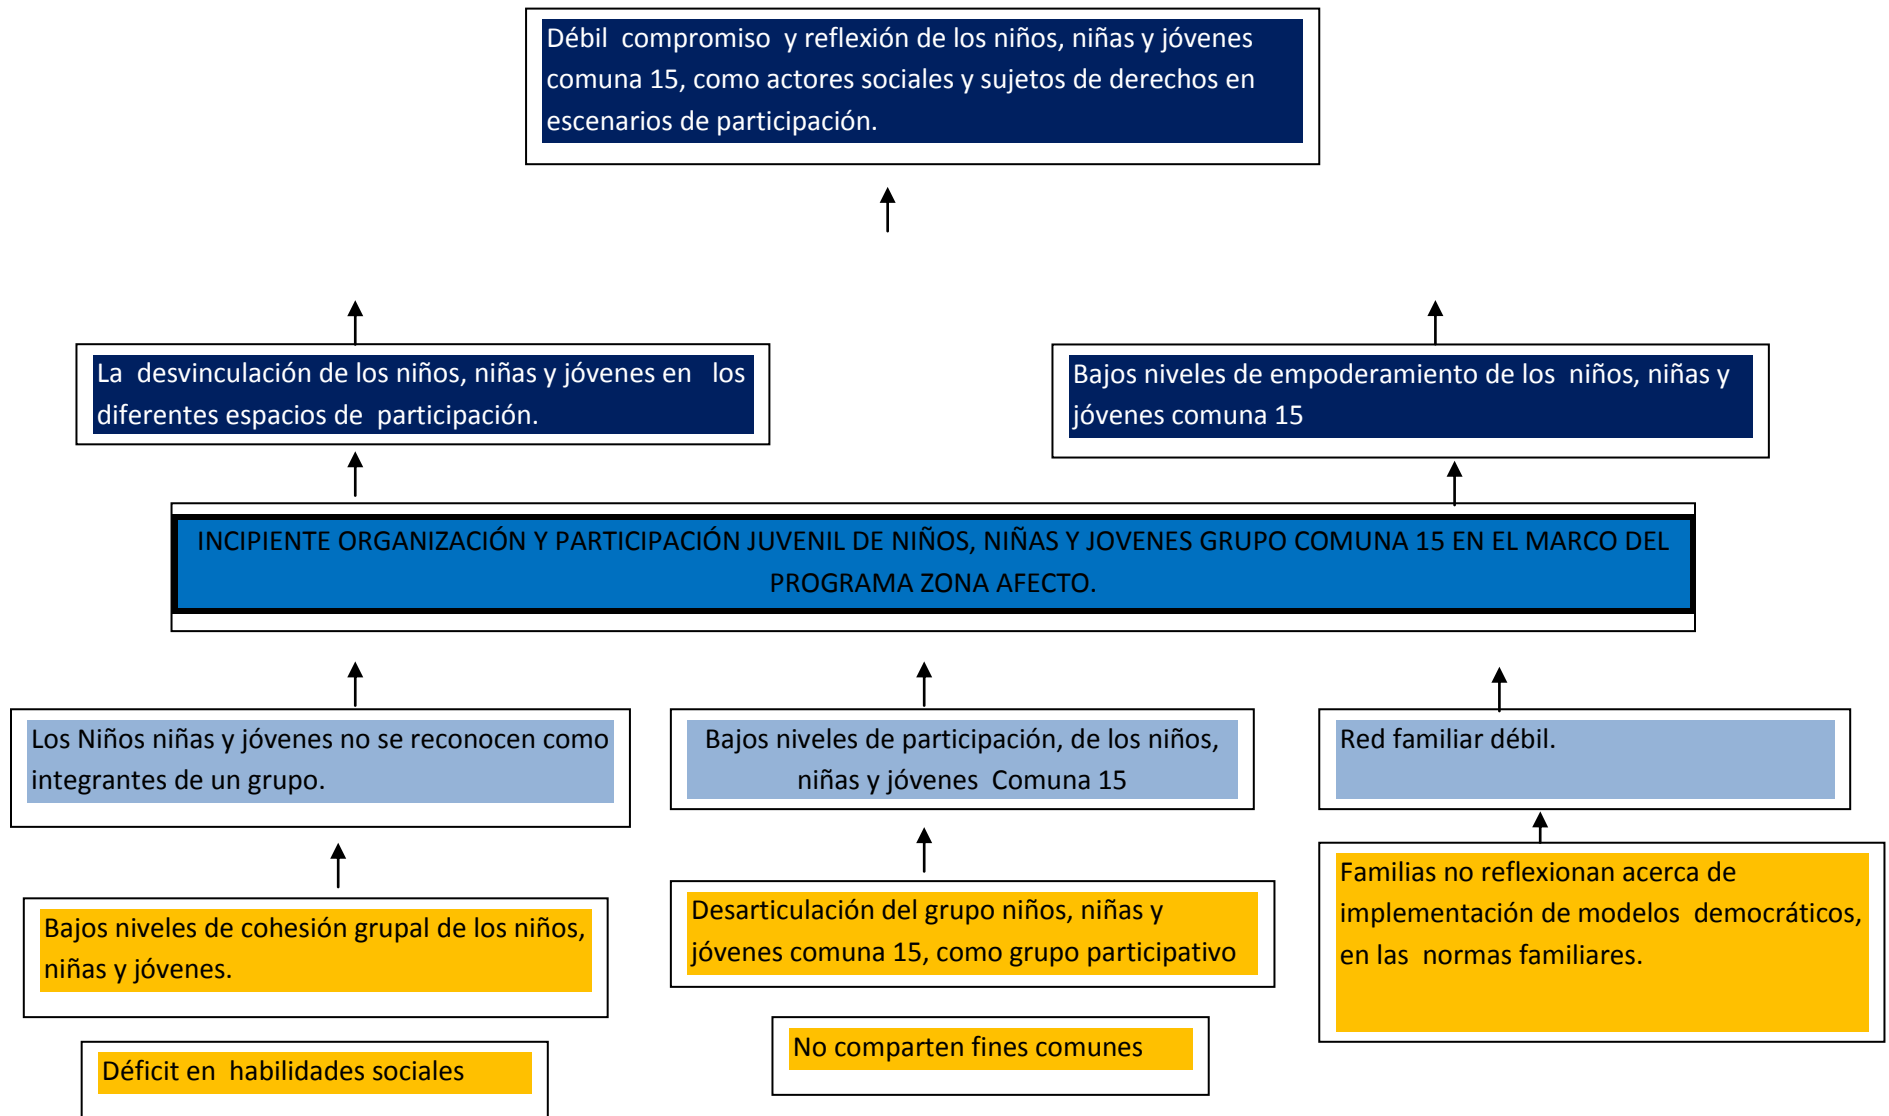 Débil compromiso y reflexión de los niños, niñas y jóvenes
comuna 15, como actores sociales y sujetos de derechos en
escenarios de participación.
La desvinculación de los niños, niñas y jóvenes en los
diferentes espacios de participación.
Bajos niveles de empoderamiento de los niños, niñas y
jóvenes comuna 15
INCIPIENTE ORGANIZACIÓN Y PARTICIPACIÓN JUVENIL DE NIÑOS, NIÑAS Y JOVENES GRUPO COMUNA 15 EN EL MARCO DEL
PROGRAMA ZONA AFECTO.
Los Niños niñas y jóvenes no se reconocen como
integrantes de un grupo.
Bajos niveles de participación, de los niños,
niñas y jóvenes Comuna 15
Red familiar débil.
Bajos niveles de cohesión grupal de los niños,
niñas y jóvenes.
Desarticulación del grupo niños, niñas y
jóvenes comuna 15, como grupo participativo
Familias no reflexionan acerca de
implementación de modelos democráticos,
en las normas familiares.
Déficit en habilidades sociales
No comparten fines comunes